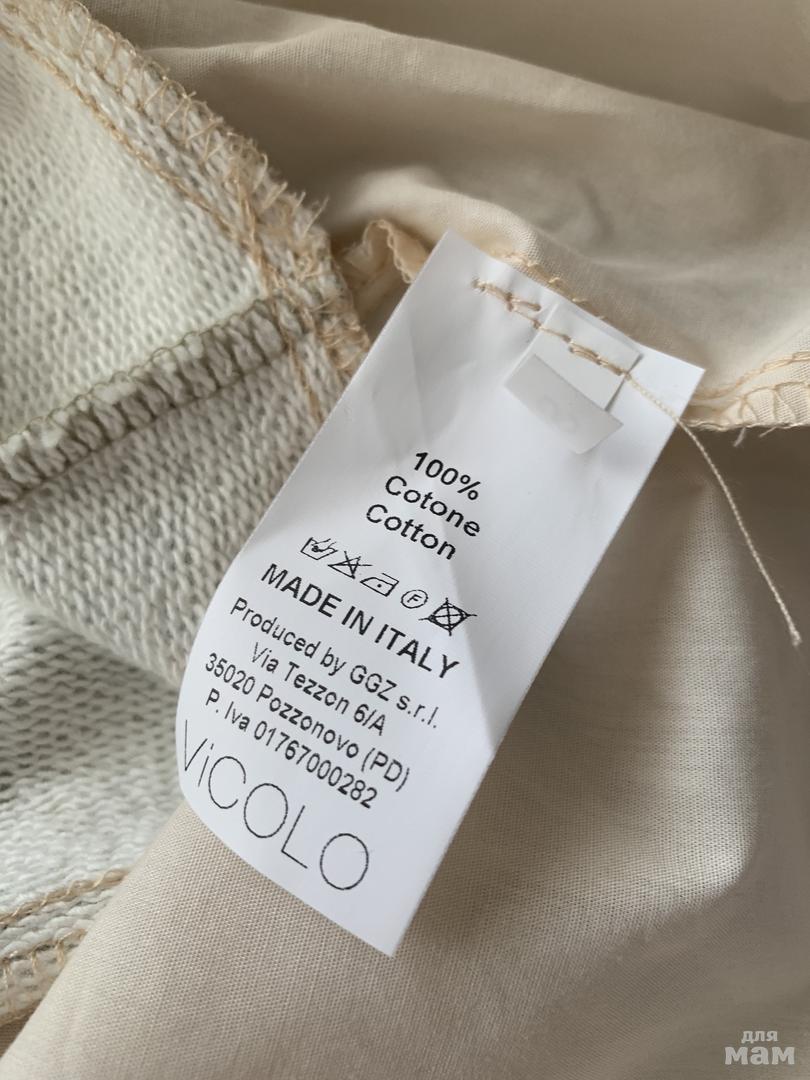 100%
Cotone
Cotton
F
MADE IN ITALY
Produced by GGZ s.r.l.
Via Tezzon 6/A
35020 Pozzonovo (PD)
P. Iva 01767000282
ViCOLO
для
мам